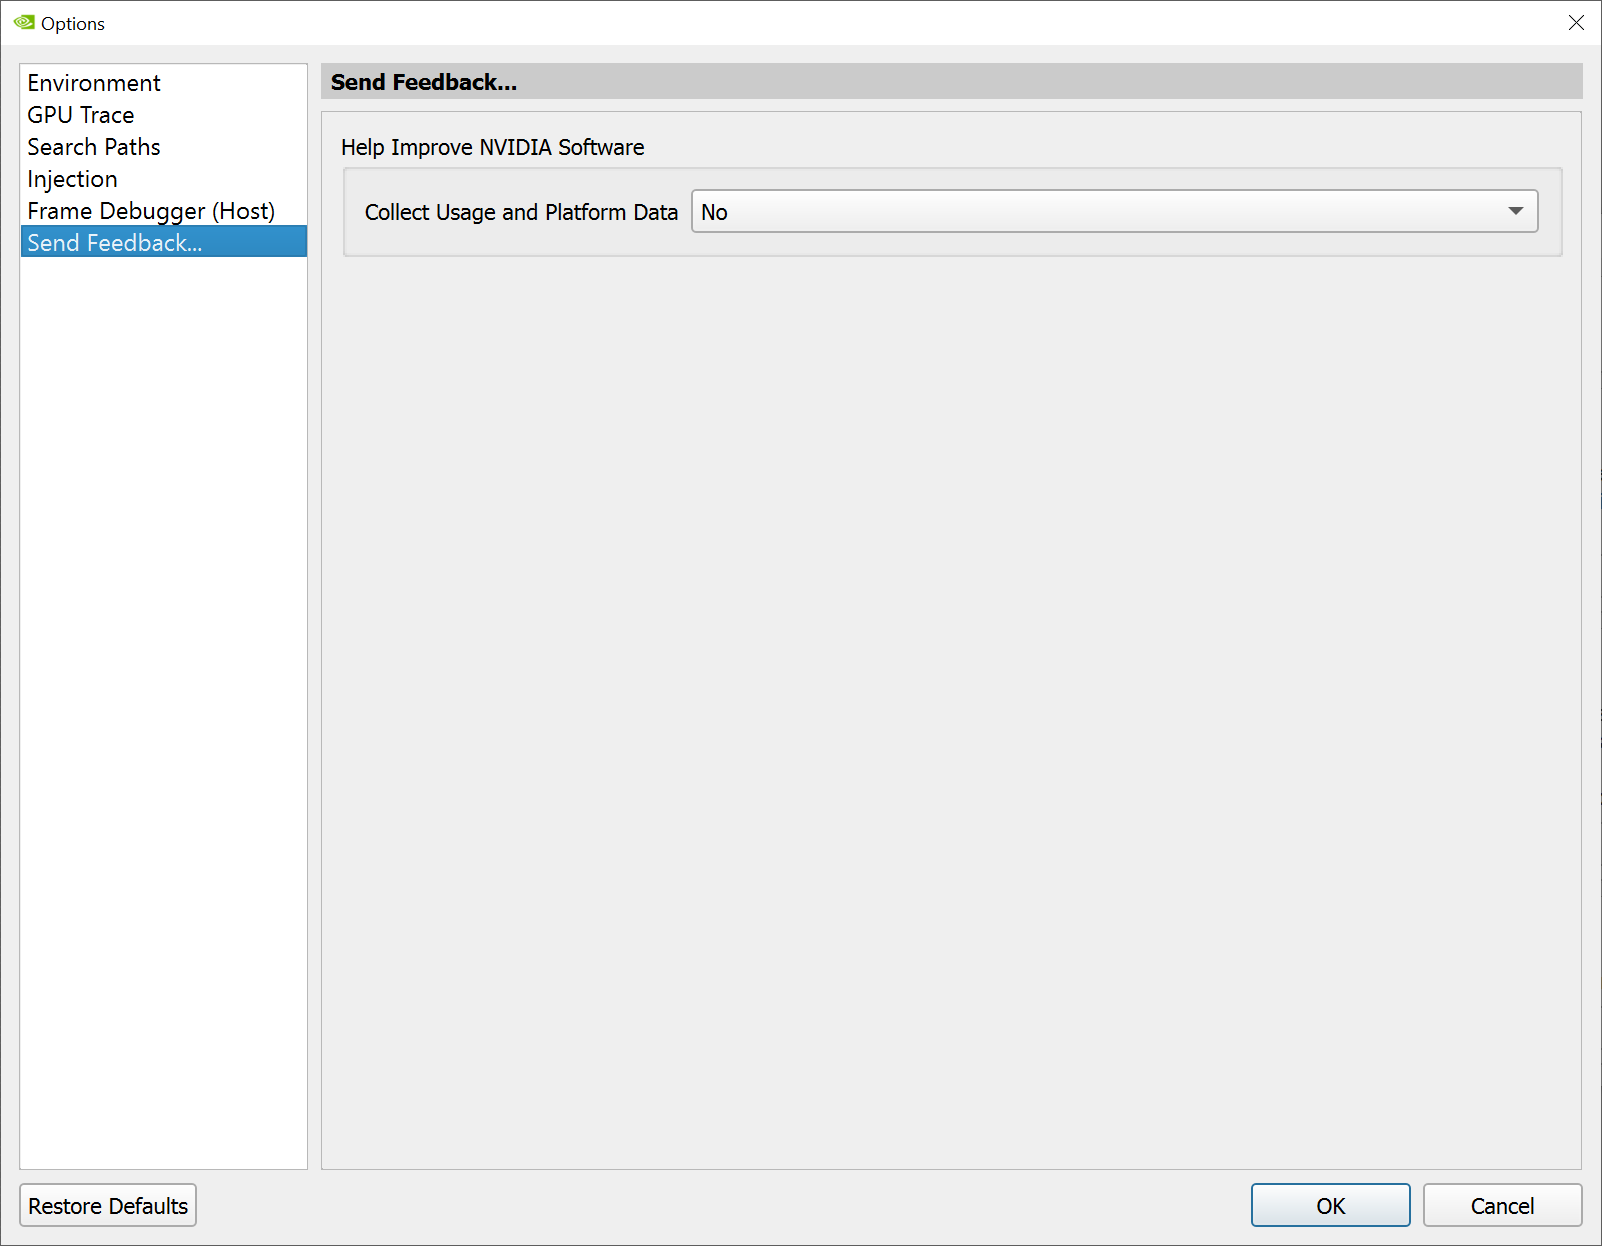 Options
Environment
GPU Trace
Search Paths
Injection
Frame Debugger (Host)
Send Feedback...
Send Feedback...
Help Improve NVIDIA Software
Collect Usage and Platform Data
No
Restore Defaults
OK
Cancel